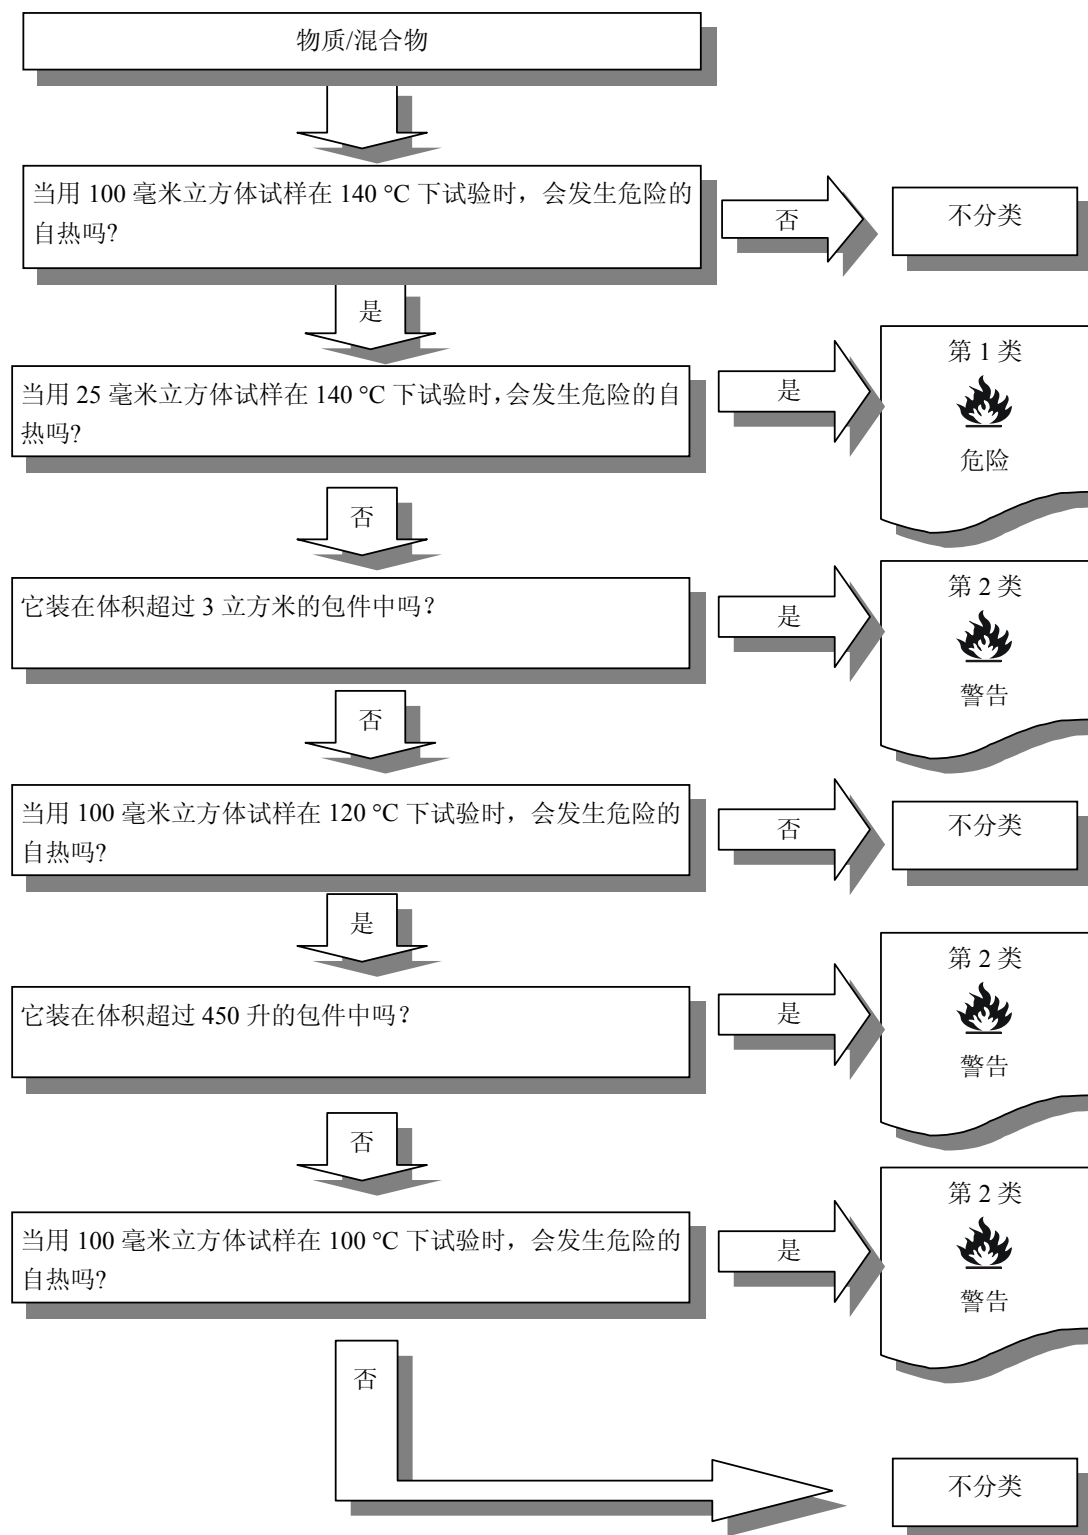 物质/混合物
当用 100 毫米立方体试样在 140 °C 下试验时，会发生危险的
自热吗?
否
不分类
是
当用 25 毫米立方体试样在 140 °C 下试验时，会发生危险的自
热吗?
是
第 1 类
危险
否
它装在体积超过 3 立方米的包件中吗？
是
第 2 类
警告
否
当用 100 毫米立方体试样在 120 °C 下试验时，会发生危险的
自热吗?
否
不分类
是
它装在体积超过 450 升的包件中吗？
是
第 2 类
警告
否
当用 100 毫米立方体试样在 100 °C 下试验时，会发生危险的
自热吗?
是
第 2 类
警告
否
不分类